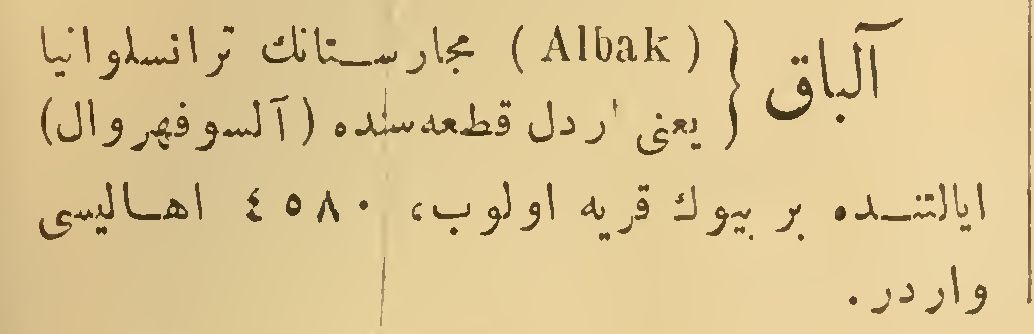 آلباق { (Albak) مجارستانك ترانسلوانيا
يعنى اردل قطعه‌سنده (آلسوفهروال)
ايالتنده بر بيوك قريه اولوب، ٤٥٨٠ اهاليسى
واردر.